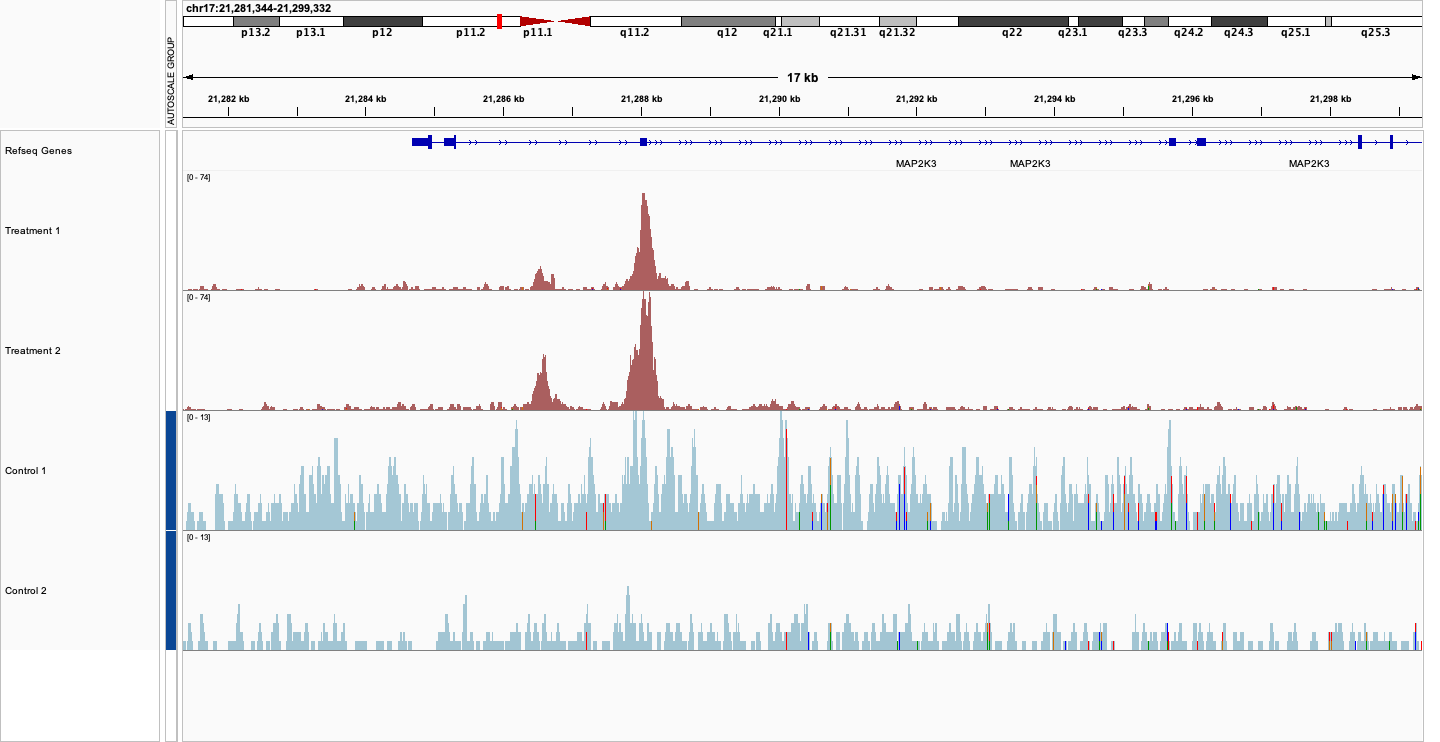 chr17:21,281,344-21,299,332
p13.2 p13.1 p12 p11.2 p11.1 q11.2 q12 q21.1 q21.31 q21.32 q22 q23.1 q23.3 q24.2 q24.3 q25.1 q25.3
AUTOSCALE GROUP
17 kb
21,282 kb 21,284 kb 21,286 kb 21,288 kb 21,290 kb 21,292 kb 21,294 kb 21,296 kb 21,298 kb
Refseq Genes
MAP2K3 MAP2K3 MAP2K3
[0 - 74]
Treatment 1
[0 - 74]
Treatment 2
[0 - 13]
Control 1
[0 - 13]
Control 2